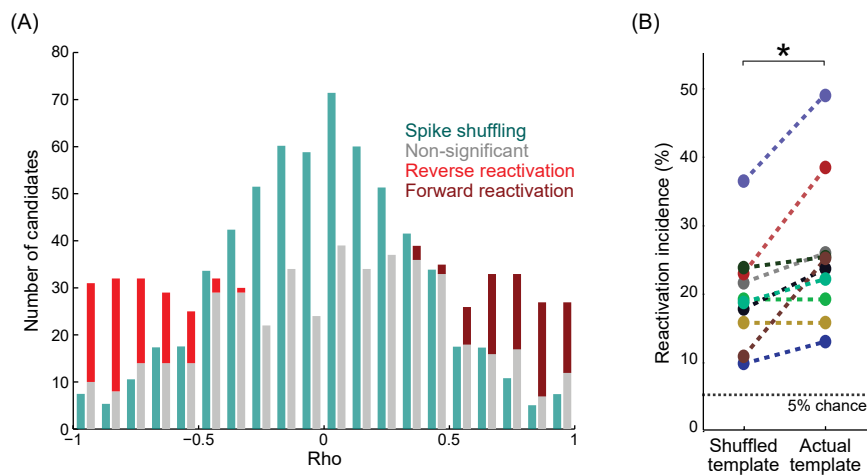 (A)
80
70
60
50
40
30
20
10
0
Number of candidates
−1
−0.5
0
0.5
1
Rho
Spike shuffling
Non-significant
Reverse reactivation
Forward reactivation
(B)
*
50
40
30
20
10
0
Reactivation incidence (%)
5% chance
Shuffled template
Actual template